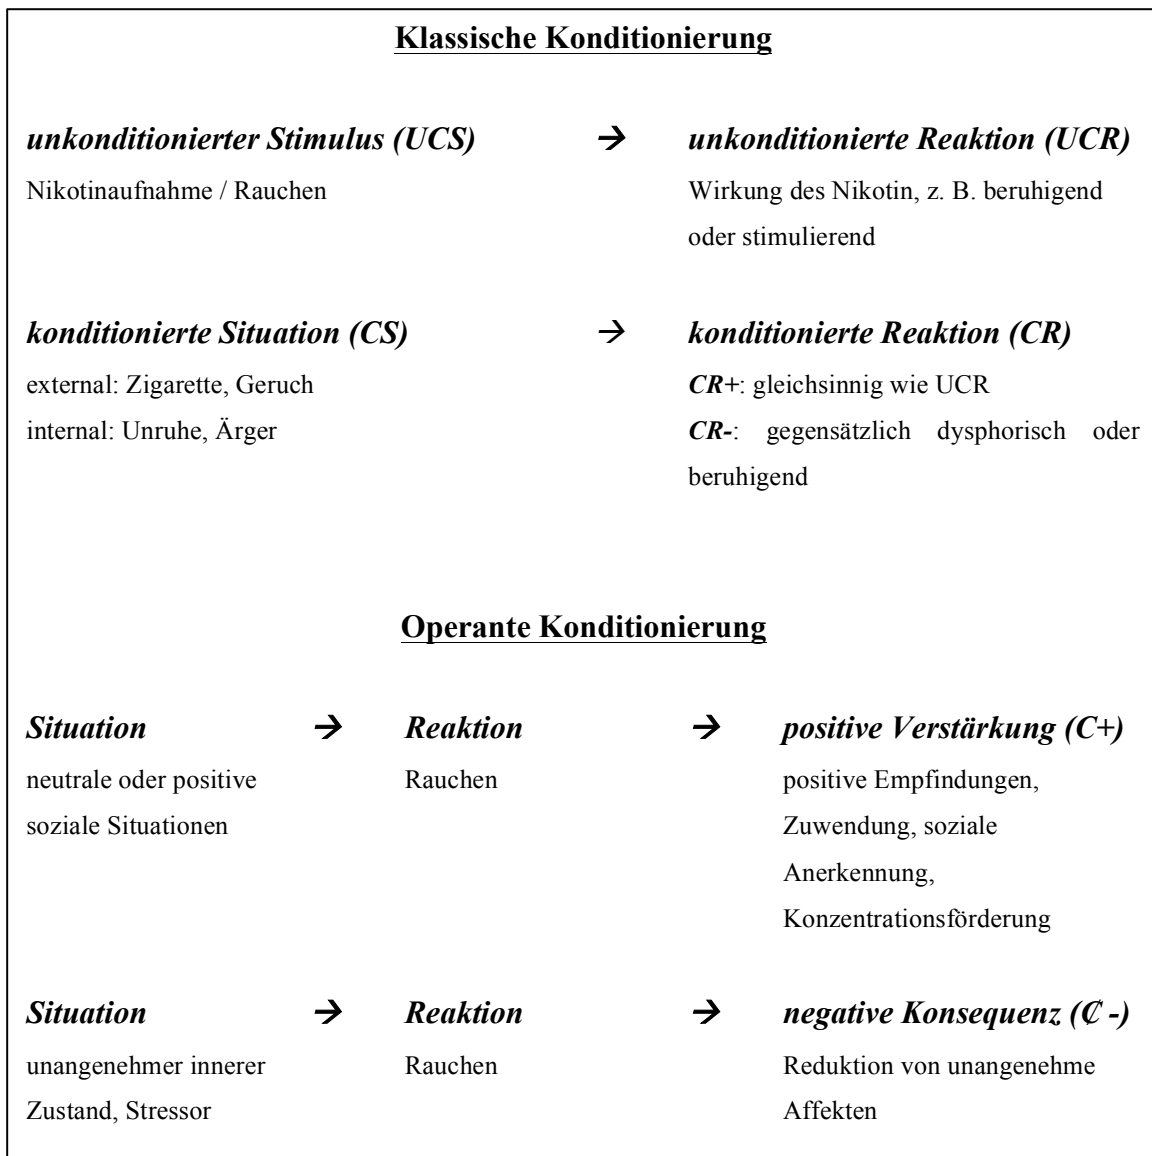 Klassische Konditionierung
unkonditionierter Stimulus (UCS) → unkonditionierte Reaktion (UCR)
Nikotinaufnahme / Rauchen Wirkung des Nikotin, z. B. beruhigend
oder stimulierend
konditionierte Situation (CS) → konditionierte Reaktion (CR)
external: Zigarette, Geruch CR+: gleichsinnig wie UCR
internal: Unruhe, Ärger CR-: gegensätzlich dysphorisch oder
beruhigend
Operante Konditionierung
Situation → Reaktion → positive Verstärkung (C+)
neutrale oder positive Rauchen positive Empfindungen,
soziale Situationen Zuwendung, soziale
Anerkennung,
Konzentrationsförderung
Situation → Reaktion → negative Konsequenz (₡ -)
unangenehmer innerer Rauchen Reduktion von unangenehme
Zustand, Stressor Affekten